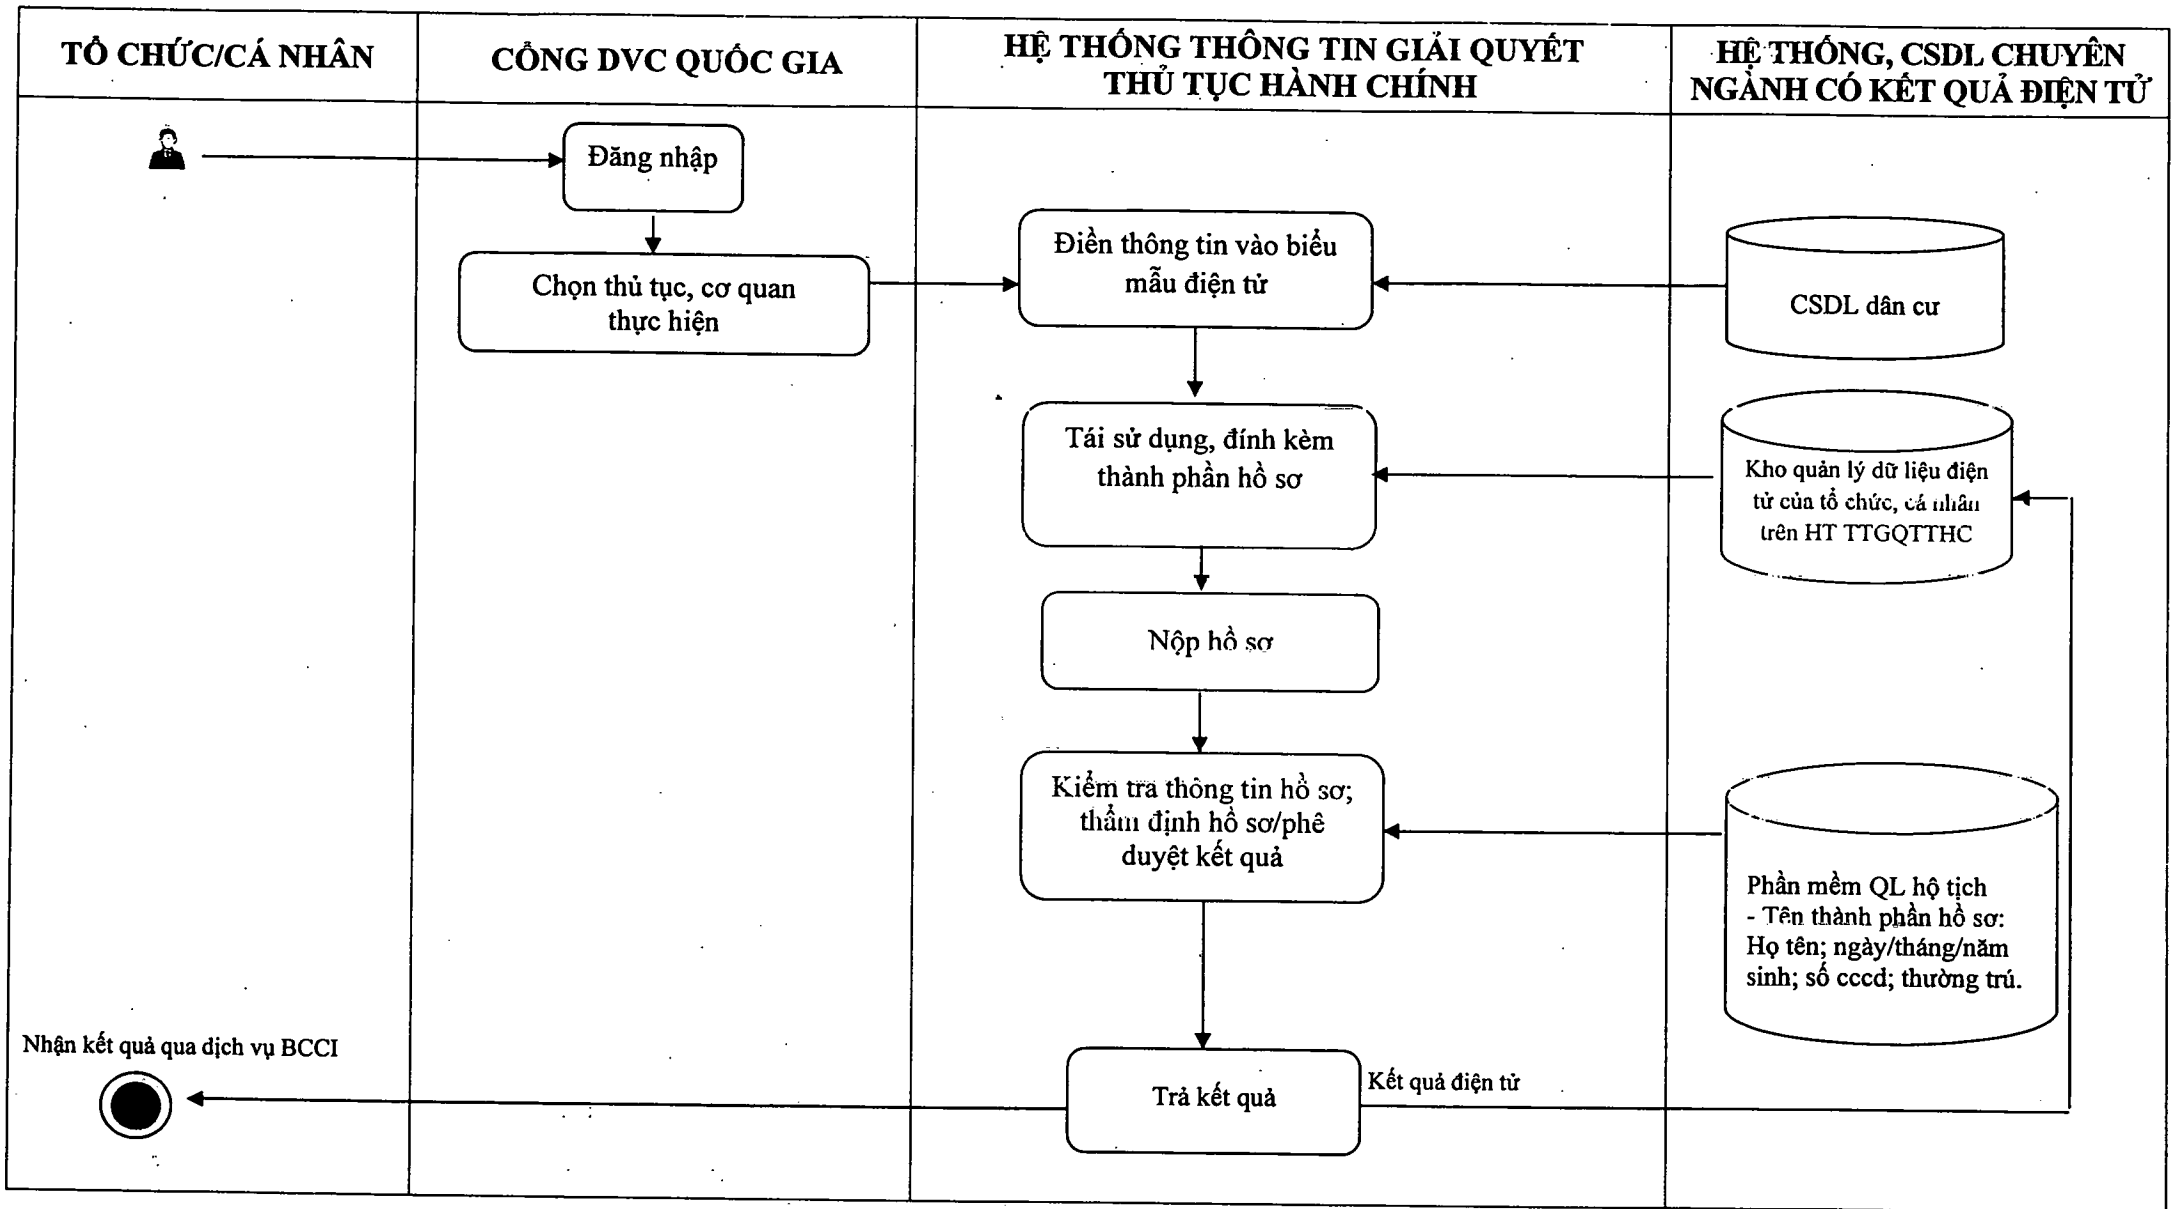 TỔ CHỨC/CÁ NHÂN
CỔNG DVC QUỐC GIA
HỆ THỐNG THÔNG TIN GIẢI QUYẾT
THỦ TỤC HÀNH CHÍNH
HỆ THỐNG, CSDL CHUYÊN
NGÀNH CÓ KẾT QUẢ ĐIỆN TỬ
Đăng nhập
Chọn thủ tục, cơ quan
thực hiện
Điền thông tin vào biểu
mẫu điện tử
CSDL dân cư
Tái sử dụng, đính kèm
thành phần hồ sơ
Kho quản lý dữ liệu điện
tử của tổ chức, cá nhân
trên HT TTGQTTHC
Nộp hồ sơ
Kiểm tra thông tin hồ sơ;
thẩm định hồ sơ/phê
duyệt kết quả
Phần mềm QL hộ tịch
- Tên thành phần hồ sơ:
Họ tên; ngày/tháng/năm
sinh; số cccd; thường trú.
Nhận kết quả qua dịch vụ BCCI
Trả kết quả
Kết quả điện tử